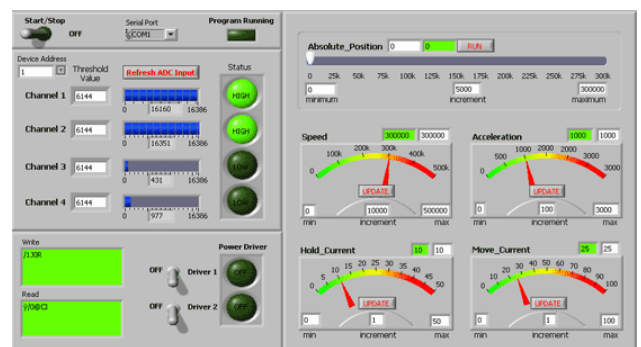 Start/Stop
OFF
Serial Port
COM1
Program Running
Device Address
1
Threshold Value
Refresh ADC Input
Status
Channel 1
6144
0
16160
16386
HIGH
Channel 2
6144
0
16351
16386
HIGH
Channel 3
6144
0
431
16386
LOW
Channel 4
6144
0
977
16386
LOW
Write
/1J0R
Read
Power Driver
OFF
Driver 1
OFF
OFF
Driver 2
OFF
Absolute_Position
0
0
RUN
0 25k 50k 75k 100k 125k 150k 175k 200k 225k 250k 275k 300k
0
5000
300000
minimum
increment
maximum
Speed
300000
300000
0 100k 200k 300k 400k 500k
UPDATE
0
10000
500000
min
increment
max
Acceleration
1000
1000
0 500 1000 2000 2000 3000 3000
UPDATE
0
100
3000
min
increment
max
Hold_Current
10
10
0 5 10 15 20 25 30 35 40 45 50
UPDATE
0
1
50
min
increment
max
Move_Current
25
25
0 10 20 30 40 50 60 70 80 90 100
UPDATE
0
1
100
min
increment
max